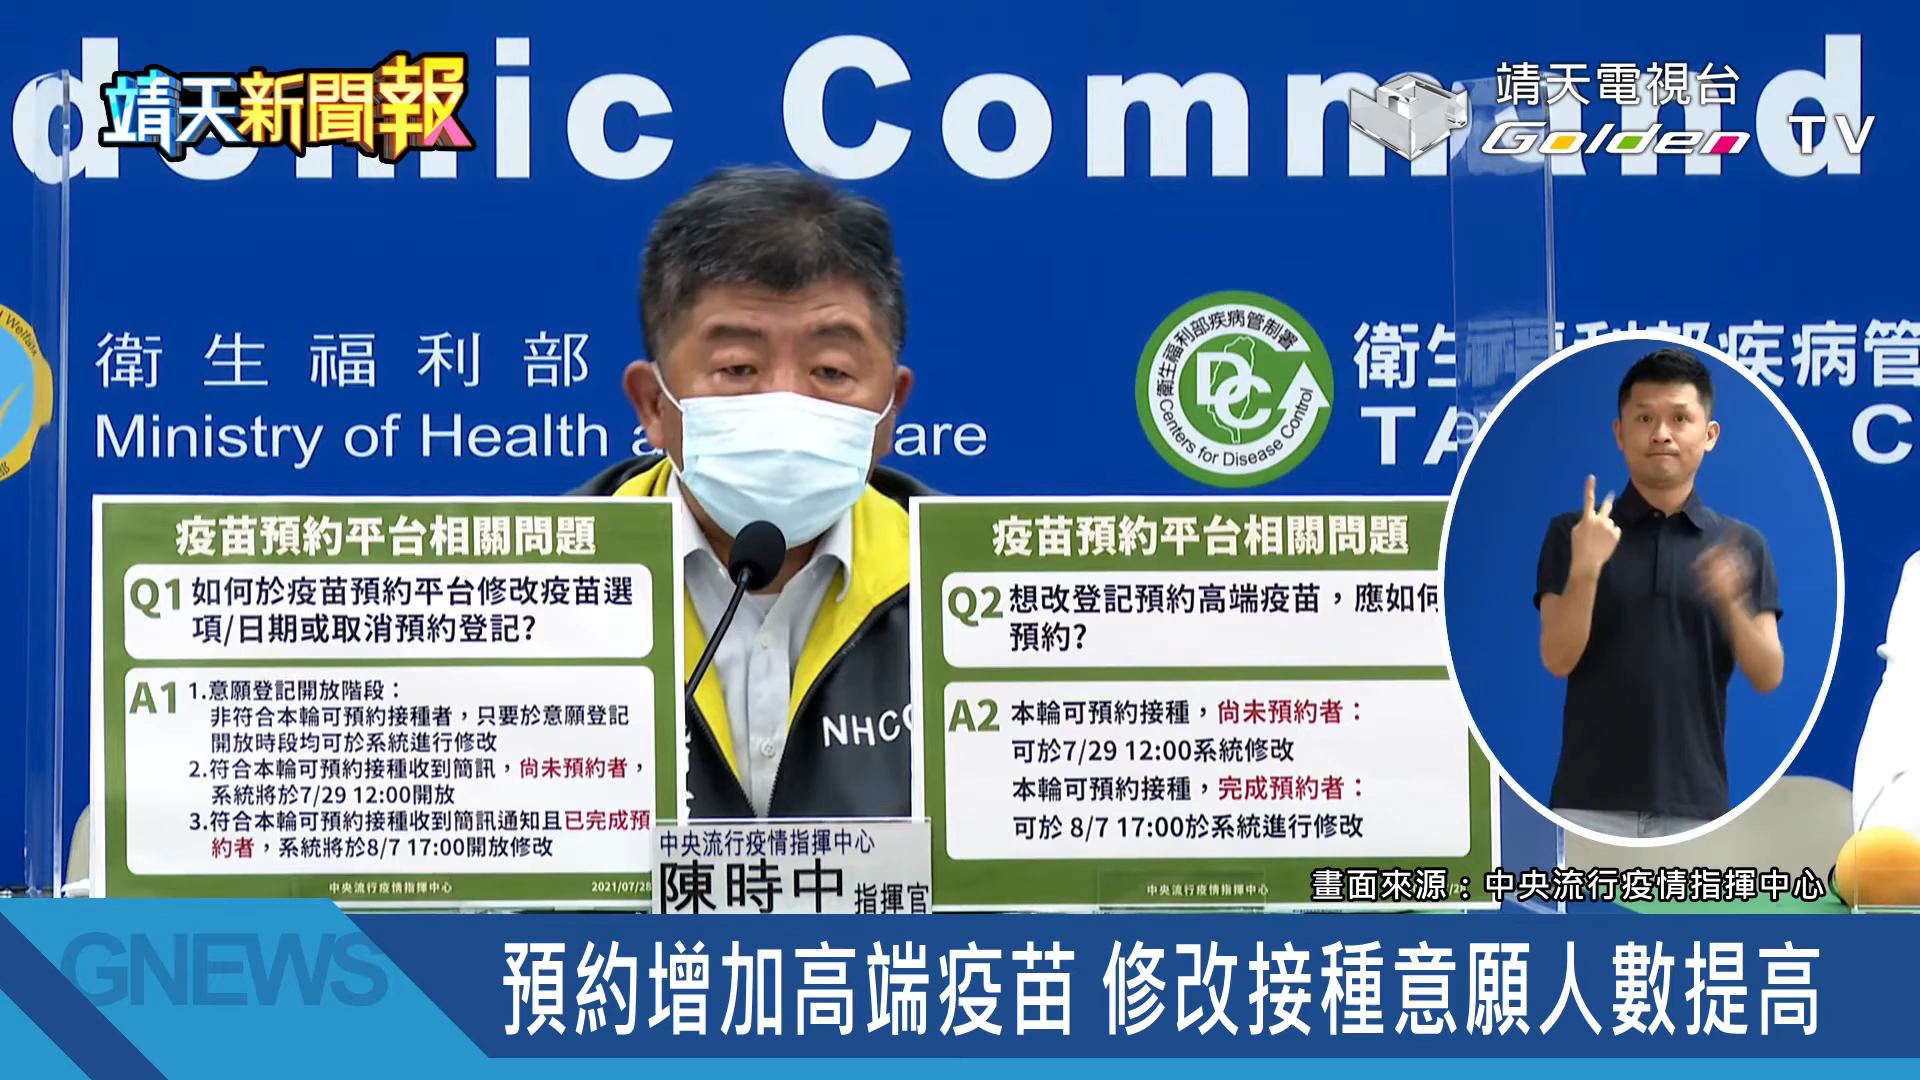 demic Command
靖天新聞報
靖天電視台
Golden TV
衛生福利部
Ministry of Health a are
衛生福利部疾病管制署
Centers for Disease Control
衛生福利部疾病管
TA
C
疫苗預約平台相關問題
Q1 如何於疫苗預約平台修改疫苗選
項/日期或取消預約登記?
A1 1.意願登記開放階段：
非符合本輪可預約接種者，只要於意願登記
開放時段均可於系統進行修改
2.符合本輪可預約接種收到簡訊，尚未預約者，
系統將於7/29 12:00開放
3.符合本輪可預約接種收到簡訊通知且已完成預
約者，系統將於8/7 17:00開放修改
中央流行疫情指揮中心
2021/07/28
疫苗預約平台相關問題
Q2 想改登記預約高端疫苗，應如何
預約?
A2 本輪可預約接種，尚未預約者：
可於7/29 12:00系統修改
本輪可預約接種，完成預約者：
可於 8/7 17:00於系統進行修改
中央流行疫情指揮中心
NHCC
中央流行疫情指揮中心
陳時中 指揮官
畫面來源：中央流行疫情指揮中心
GNEWS
預約增加高端疫苗 修改接種意願人數提高